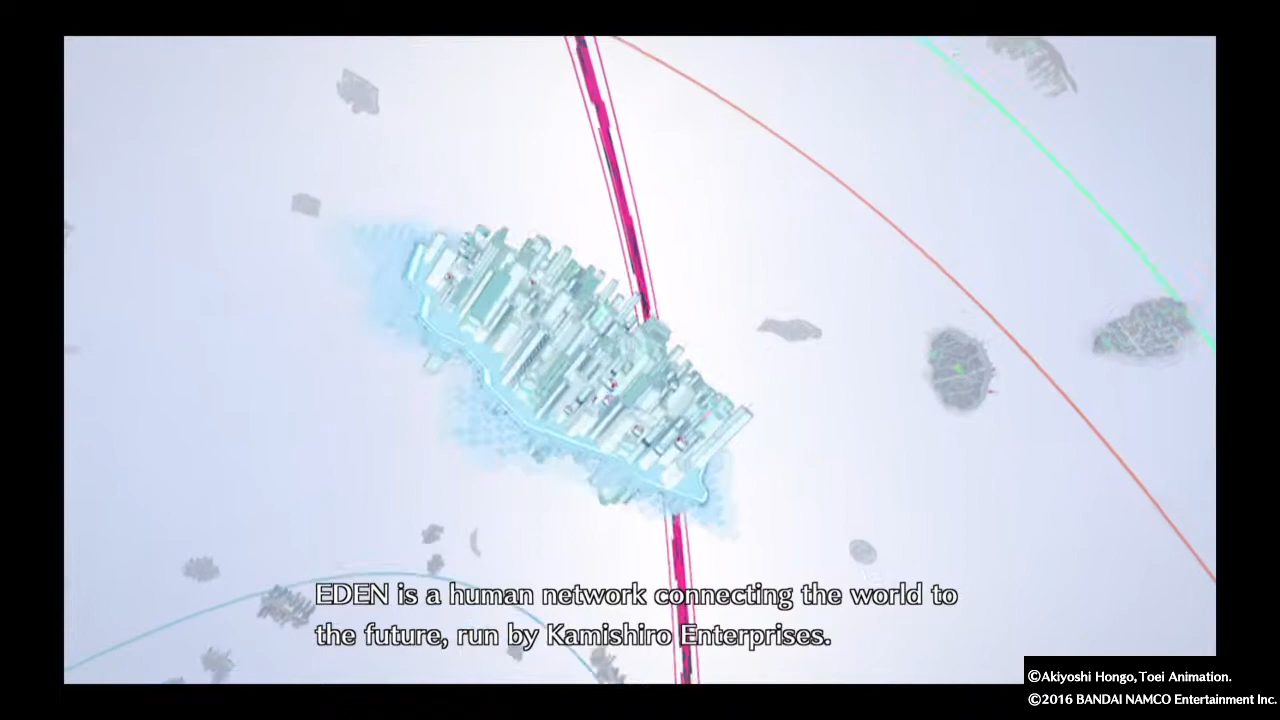 EDEN is a human network connecting the world to
the future, run by Kamishiro Enterprises.
©Akiyoshi Hongo, Toei Animation.
©2016 BANDAI NAMCO Entertainment Inc.